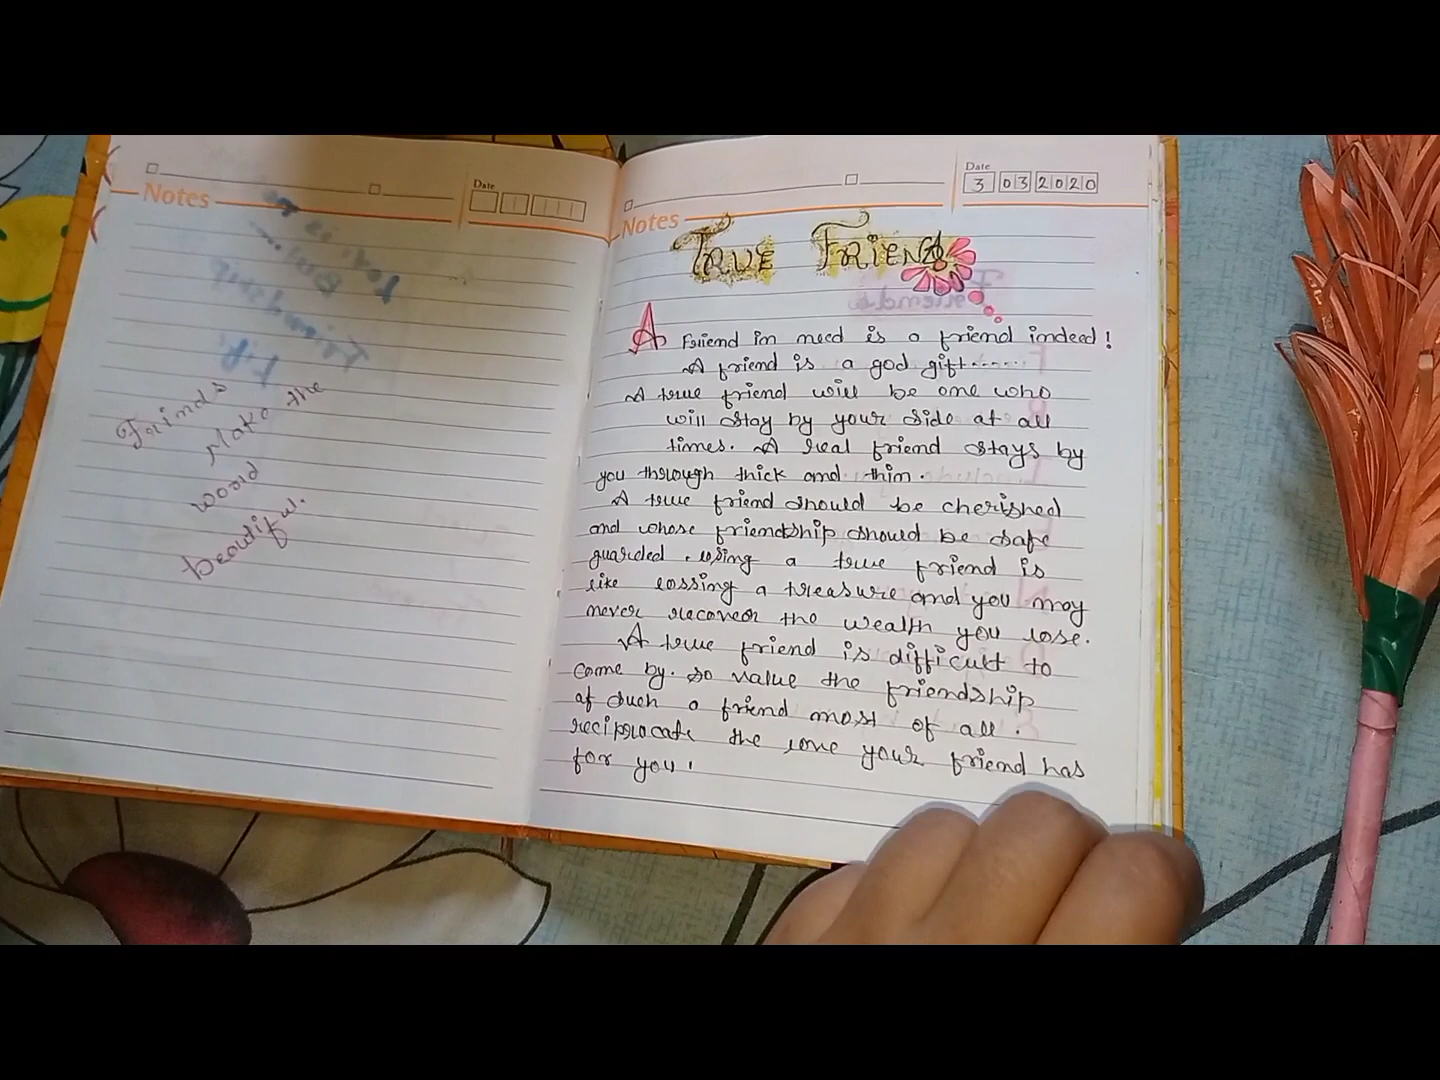 Notes
Date
Frinds
Make the
world
beautiful.
Date
3 03 2020
Notes
True Friend
A Friend in need is a friend indeed!
A friend is a god gift......
A true friend will be one who
will stay by your side at all
times. A real friend stays by
you through thick and thin.
A true friend should be cherished
and whose friendship should be safe
guarded. losing a true friend is
like lossing a treasure and you may
never recover the wealth you lose.
A true friend is difficult to
come by. so value the friendship
of such a friend most of all.
reciprocate the love your friend has
for you.